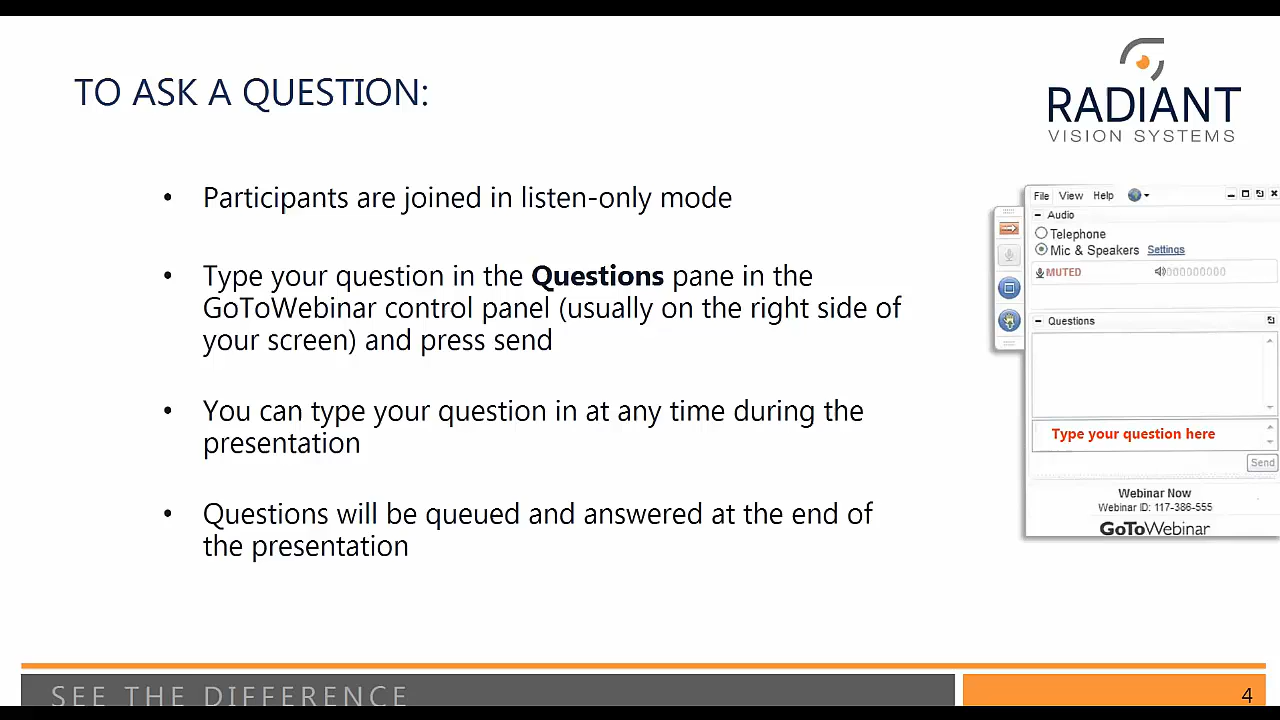 TO ASK A QUESTION:
RADIANT
VISION SYSTEMS
• Participants are joined in listen-only mode
• Type your question in the Questions pane in the
GoToWebinar control panel (usually on the right side of
your screen) and press send
• You can type your question in at any time during the
presentation
• Questions will be queued and answered at the end of
the presentation
File View Help
Audio
Telephone
Mic & Speakers Settings
MUTED
Questions
Type your question here
Send
Webinar Now
Webinar ID: 117-386-555
GoToWebinar
SEE THE DIFFERENCE
4